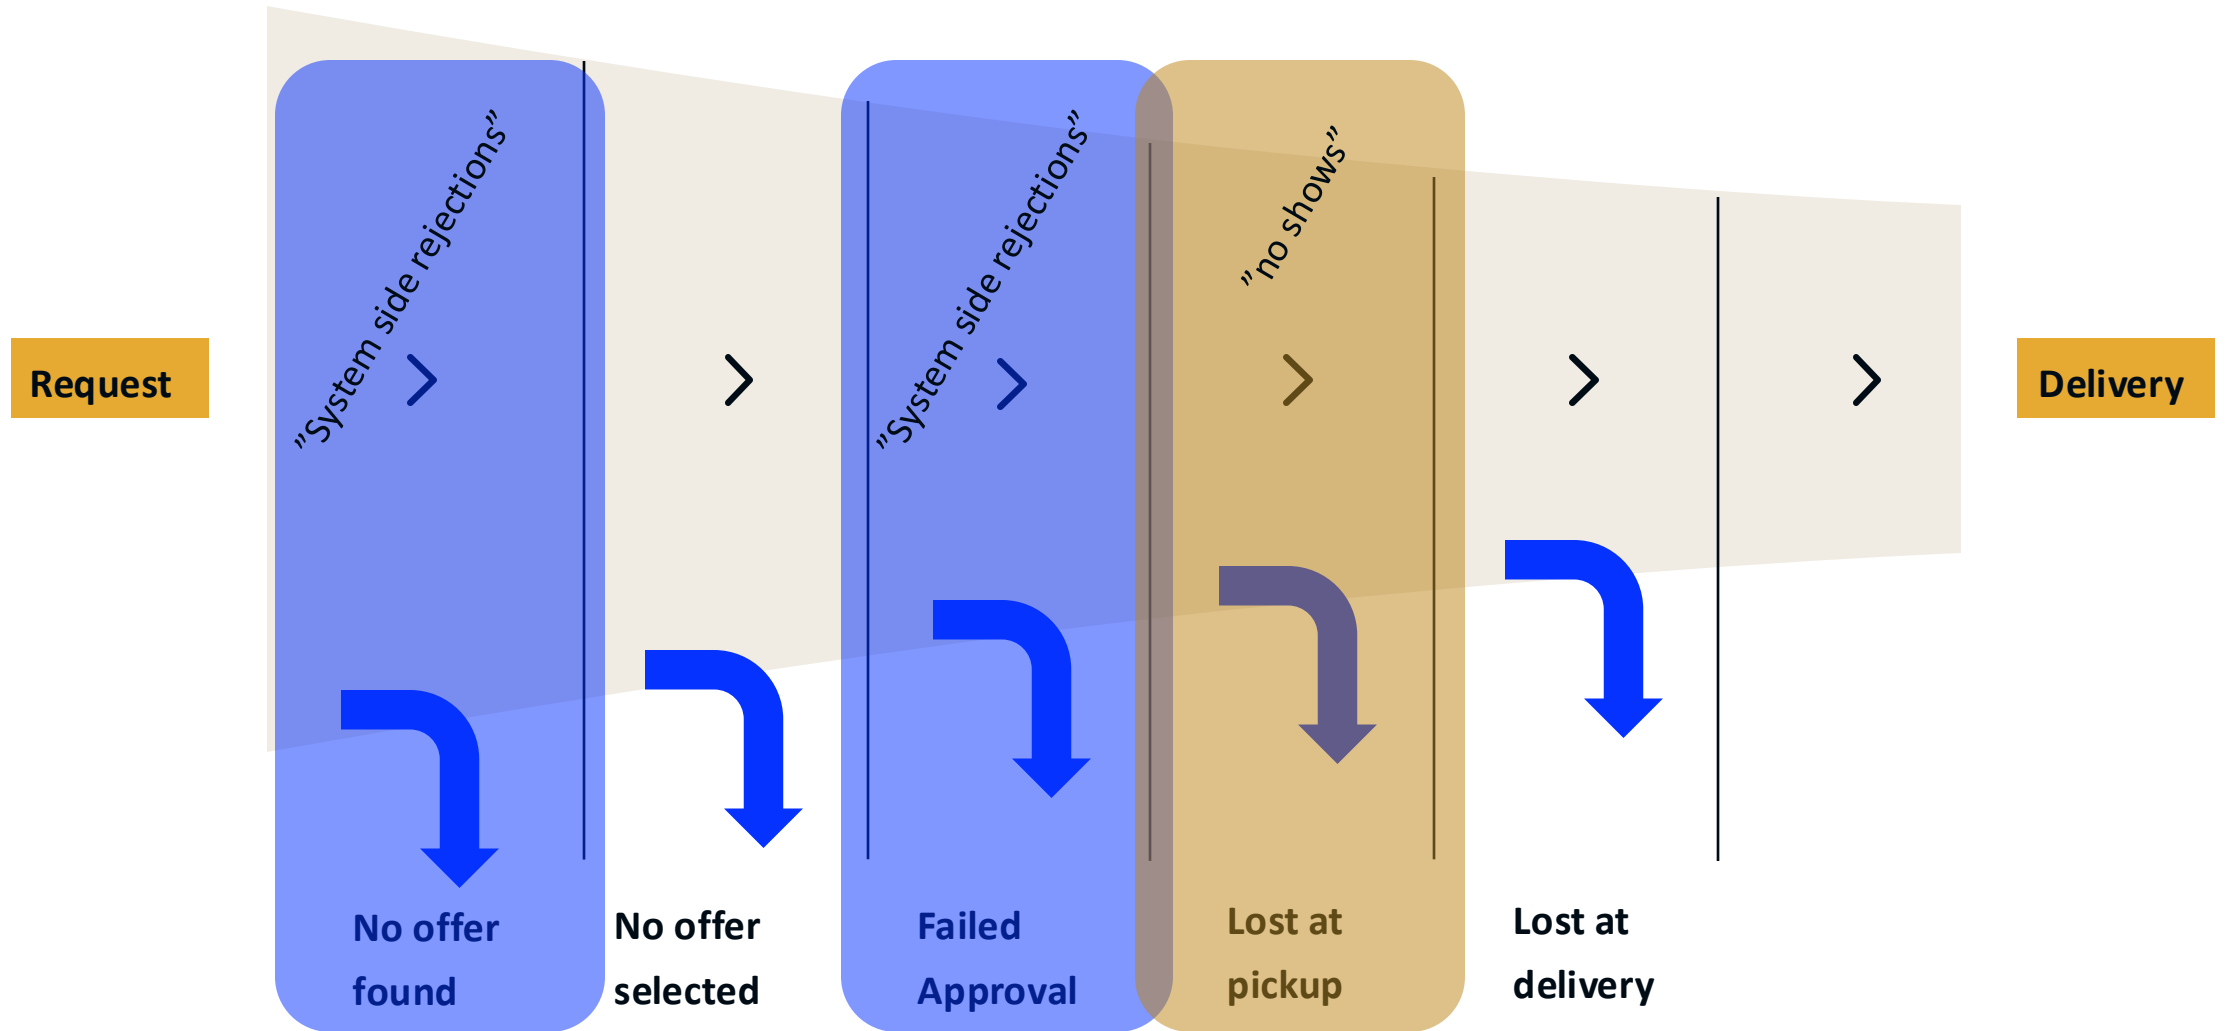 ”System side rejections”
”System side rejections”
”no shows”
Request
Delivery
No offer
found
No offer
selected
Failed
Approval
Lost at
pickup
Lost at
delivery